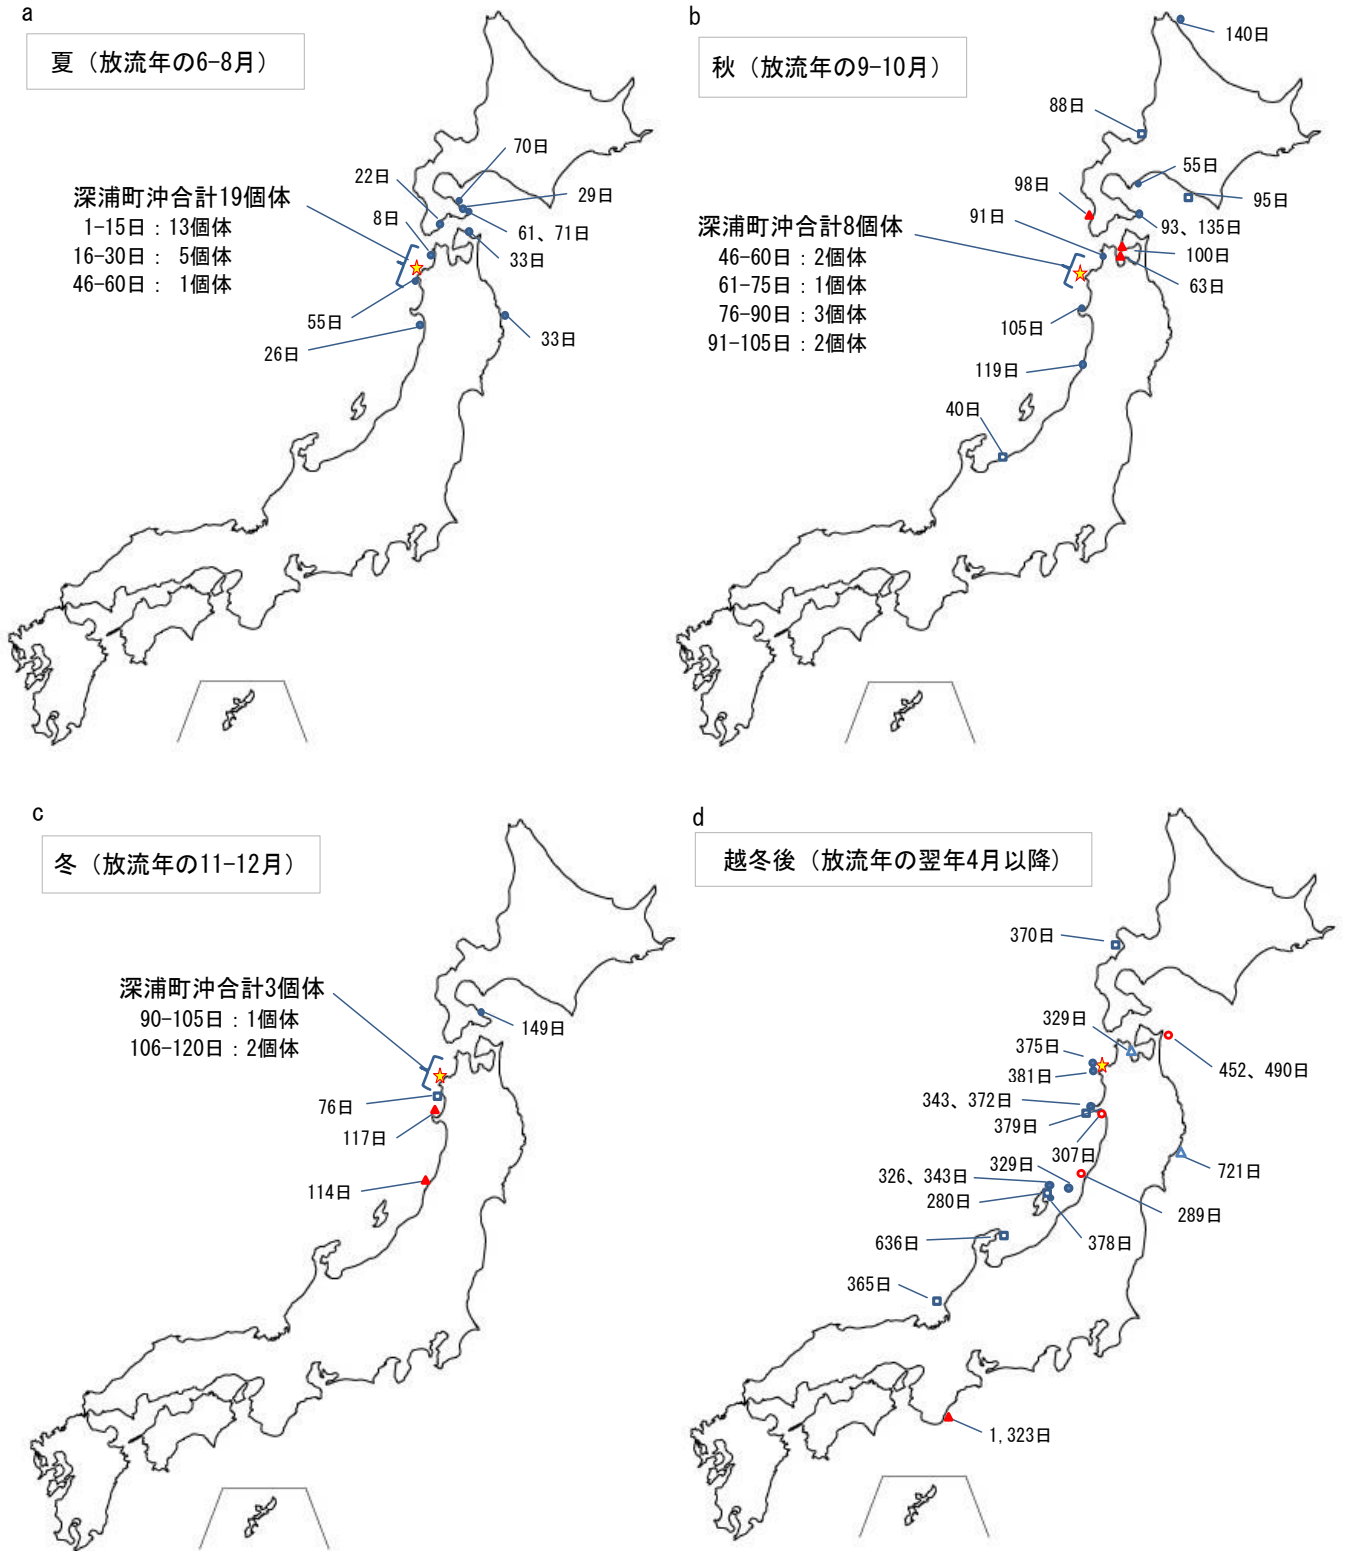 a
夏（放流年の6-8月）
深浦町沖合計19個体
1-15日：13個体
16-30日： 5個体
46-60日： 1個体
70日
22日
29日
8日
61、71日
33日
55日
33日
26日
b
秋（放流年の9-10月）
140日
88日
55日
98日
95日
深浦町沖合計8個体
46-60日：2個体
61-75日：1個体
76-90日：3個体
91-105日：2個体
91日
93、135日
100日
63日
105日
119日
40日
c
冬（放流年の11-12月）
深浦町沖合計3個体
90-105日：1個体
106-120日：2個体
149日
76日
117日
114日
d
越冬後（放流年の翌年4月以降）
370日
329日
375日
452、490日
381日
343、372日
379日
307日
329日
326、343日
721日
280日
289日
636日
378日
365日
1,323日